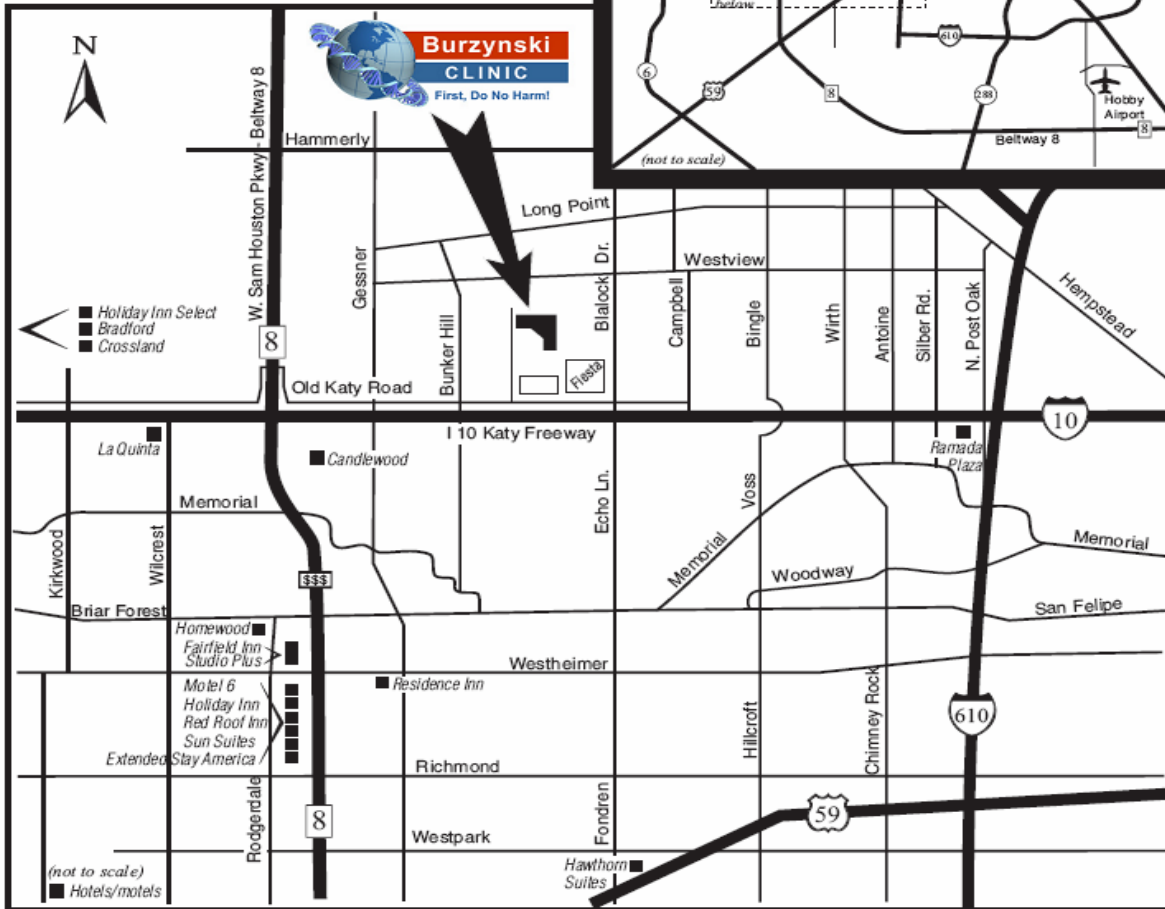 below
610
6
59
8
288
Hobby
Airport
8
Beltway 8
(not to scale)
N
W. Sam Houston Pkwy - Beltway 8
Burzynski
CLINIC
First, Do No Harm!
Hammerly
Long Point
Westview
Gessner
Bunker Hill
Blalock Dr.
Campbell
Bingle
Wirth
Antoine
Silber Rd.
N. Post Oak
Hempstead
Holiday Inn Select
Bradford
Crossland
8
Fiesta
Old Katy Road
I 10 Katy Freeway
10
La Quinta
Candlewood
Ramada
Plaza
Memorial
Echo Ln.
Voss
Memorial
Memorial
Kirkwood
Wilcrest
$$$
Woodway
Briar Forest
San Felipe
Homewood
Fairfield Inn
Studio Plus
Westheimer
Motel 6
Holiday Inn
Red Roof Inn
Sun Suites
Extended Stay America
Residence Inn
Hillcroft
Chimney Rock
610
Richmond
Rodgerdale
8
Fondren
59
Westpark
Hawthorn
Suites
(not to scale)
Hotels/motels